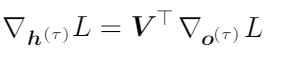 ∇_{𝒉^{(τ)}} L = 𝑽^⊤ ∇_{𝒐^{(τ)}} L